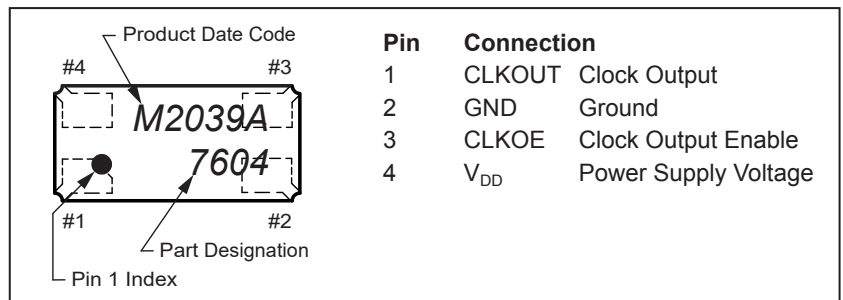 Product Date Code
#4 #3
M2039A
7604
#1 #2
Part Designation
Pin 1 Index
Pin Connection
1 CLKOUT Clock Output
2 GND Ground
3 CLKOE Clock Output Enable
4 VDD Power Supply Voltage